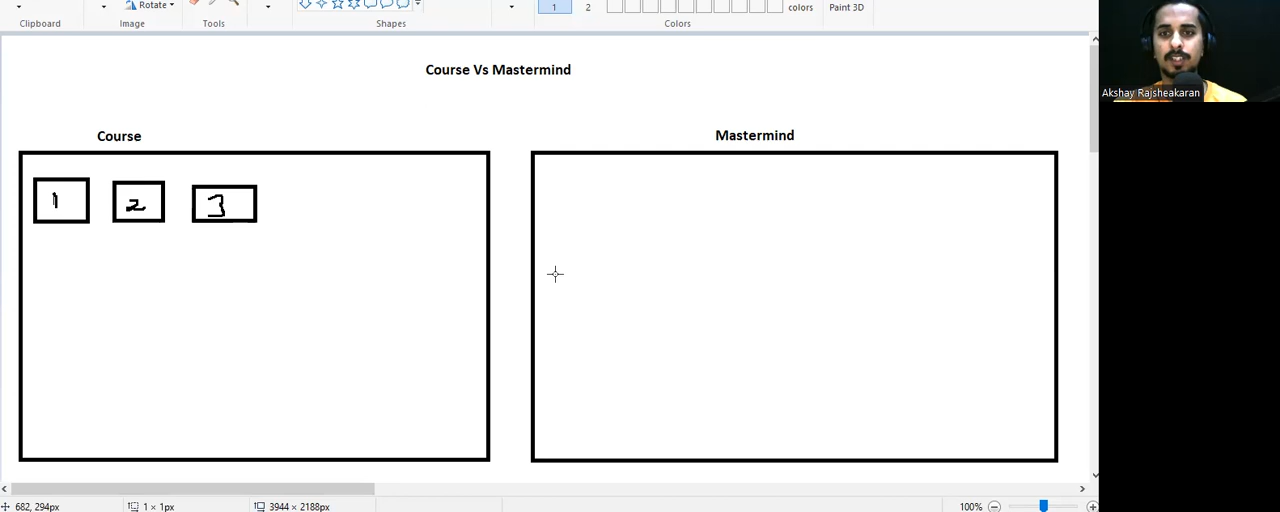 Rotate
Clipboard
Image
Tools
Shapes
1
2
colors
Colors
Paint 3D
Akshay Rajsheakaran
Course Vs Mastermind
Course
Mastermind
1
2
3
682, 294px
1 × 1px
3944 × 2188px
100%